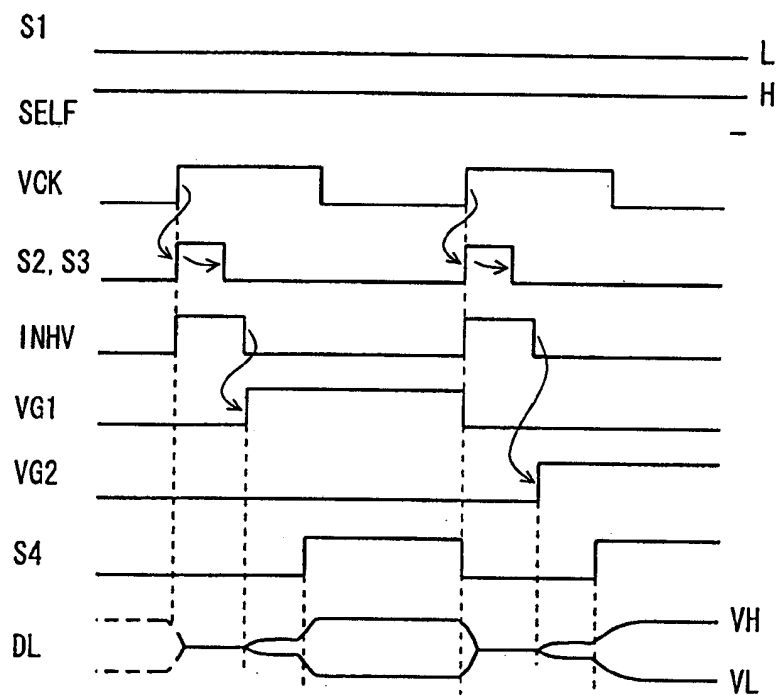 S1
L
H
SELF
VCK
S2, S3
INHV
VG1
VG2
S4
DL
VH
VL